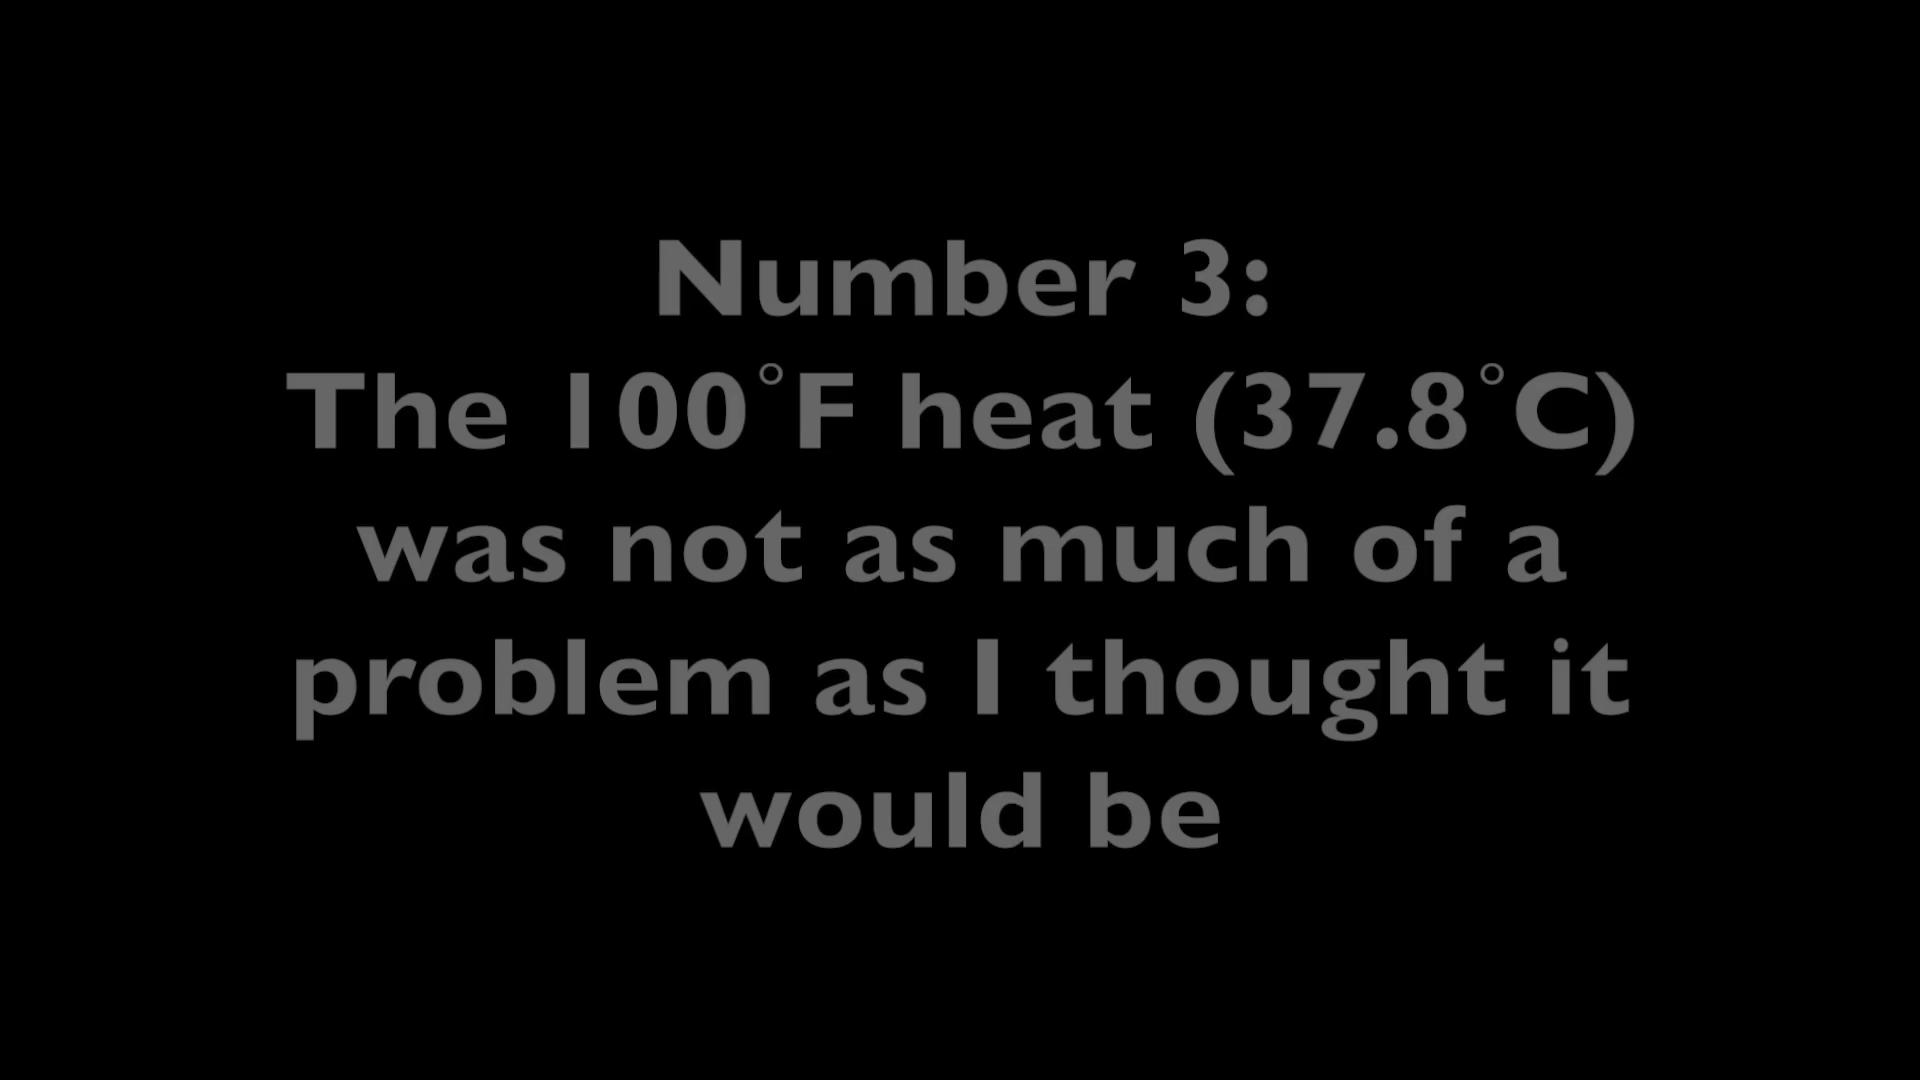 Number 3:
The 100°F heat (37.8°C)
was not as much of a
problem as I thought it
would be